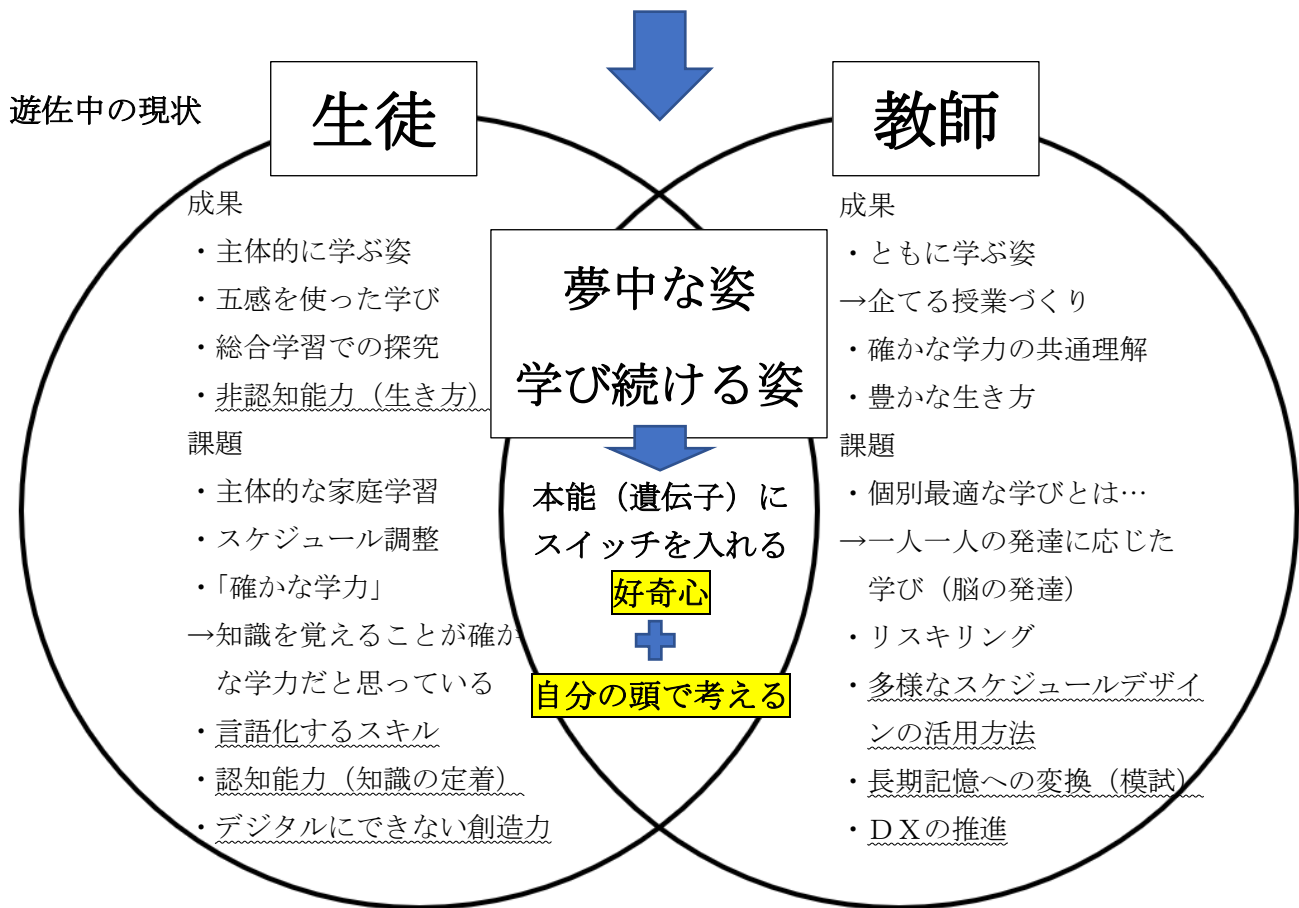 遊佐中の現状
生徒
成果
・主体的に学ぶ姿
・五感を使った学び
・総合学習での探究
・非認知能力（生き方）
課題
・主体的な家庭学習
・スケジュール調整
・「確かな学力」
→知識を覚えることが確か
な学力だと思っている
・言語化するスキル
・認知能力（知識の定着）
・デジタルにできない創造力
夢中な姿
学び続ける姿
本能（遺伝子）に
スイッチを入れる
好奇心
自分の頭で考える
教師
成果
・ともに学ぶ姿
→企てる授業づくり
・確かな学力の共通理解
・豊かな生き方
課題
・個別最適な学びとは…
→一人一人の発達に応じた
学び（脳の発達）
・リスキリング
・多様なスケジュールデザイ
ンの活用方法
・長期記憶への変換（模試）
・ＤＸの推進